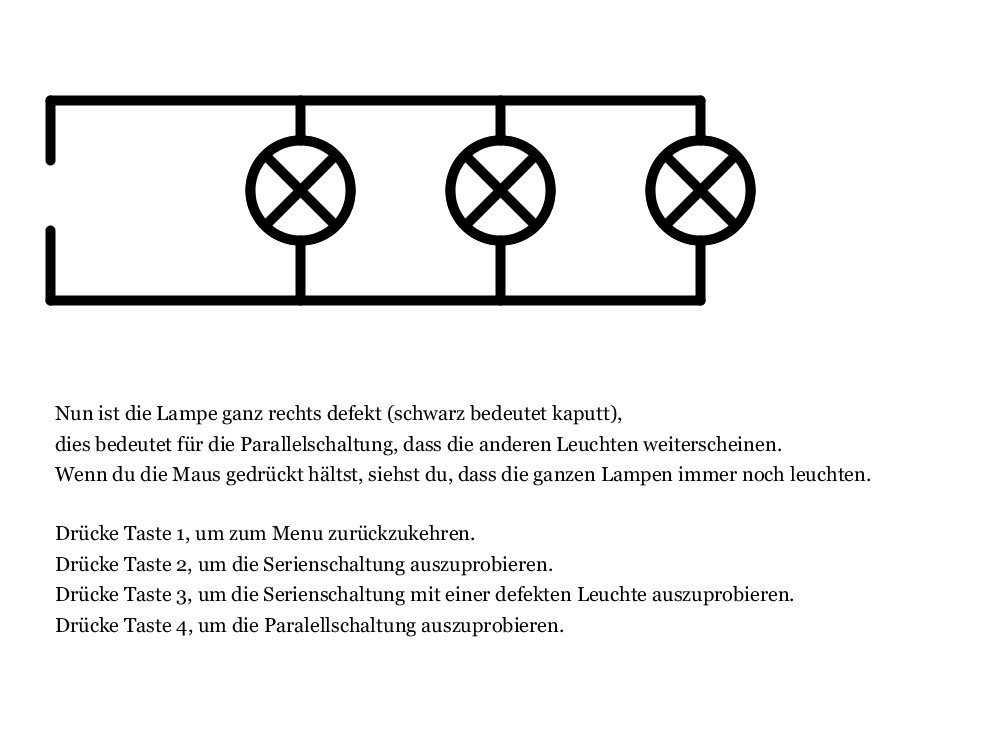 Nun ist die Lampe ganz rechts defekt (schwarz bedeutet kaputt),
dies bedeutet für die Parallelschaltung, dass die anderen Leuchten weiterscheinen.
Wenn du die Maus gedrückt hältst, siehst du, dass die ganzen Lampen immer noch leuchten.
Drücke Taste 1, um zum Menu zurückzukehren.
Drücke Taste 2, um die Serienschaltung auszuprobieren.
Drücke Taste 3, um die Serienschaltung mit einer defekten Leuchte auszuprobieren.
Drücke Taste 4, um die Paralellschaltung auszuprobieren.